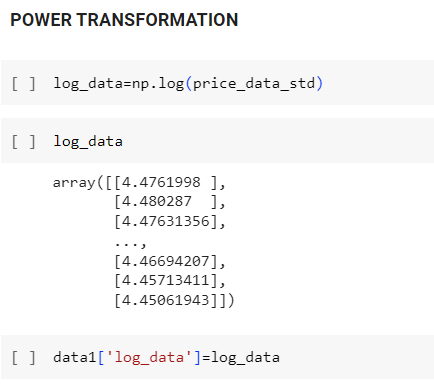 POWER TRANSFORMATION
[ ] log_data=np.log(price_data_std)
[ ] log_data
array([[4.4761998 ],
[4.480287  ],
[4.47631356],
...,
[4.46694207],
[4.45713411],
[4.45061943]])
[ ] data1['log_data']=log_data